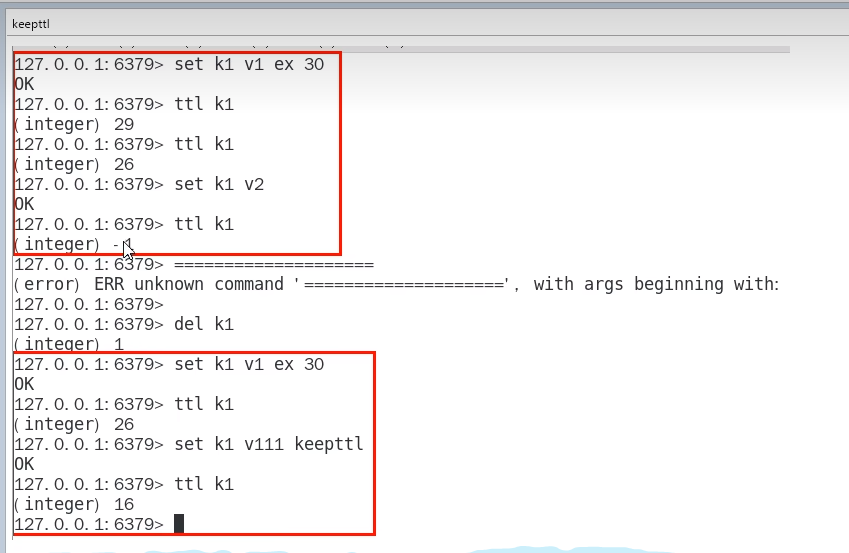 keepttl
127.0.0.1:6379> set k1 v1 ex 30
OK
127.0.0.1:6379> ttl k1
(integer) 29
127.0.0.1:6379> ttl k1
(integer) 26
127.0.0.1:6379> set k1 v2
OK
127.0.0.1:6379> ttl k1
(integer) -1
127.0.0.1:6379> ====================
(error) ERR unknown command '====================', with args beginning with:
127.0.0.1:6379>
127.0.0.1:6379> del k1
(integer) 1
127.0.0.1:6379> set k1 v1 ex 30
OK
127.0.0.1:6379> ttl k1
(integer) 26
127.0.0.1:6379> set k1 v111 keepttl
OK
127.0.0.1:6379> ttl k1
(integer) 16
127.0.0.1:6379>